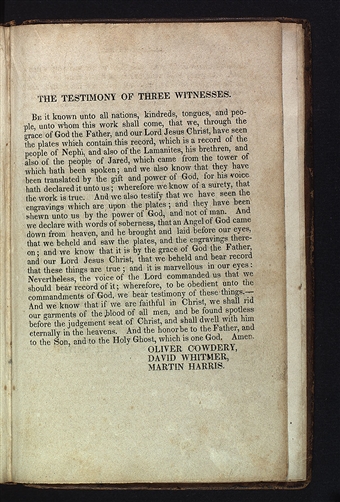 THE TESTIMONY OF THREE WITNESSES.
BE it known unto all nations, kindreds, tongues, and peo-
ple, unto whom this work shall come, that we, through the
grace of God the Father, and our Lord Jesus Christ, have seen
the plates which contain this record, which is a record of the
people of Nephi, and also of the Lamanites, his brethren, and
also of the people of Jared, which came from the tower of
which hath been spoken; and we also know that they have
been translated by the gift and power of God, for his voice
hath declared it unto us; wherefore we know of a surety, that
the work is true. And we also testify that we have seen the
engravings which are upon the plates; and they have been
shewn unto us by the power of God, and not of man. And
we declare with words of soberness, that an Angel of God came
down from heaven, and he brought and laid before our eyes,
that we beheld and saw the plates, and the engravings there-
on; and we know that it is by the grace of God the Father,
and our Lord Jesus Christ, that we beheld and bear record
that these things are true; and it is marvellous in our eyes:
Nevertheless, the voice of the Lord commanded us that we
should bear record of it; wherefore, to be obedient unto the
commandments of God, we bear testimony of these things.—
And we know that if we are faithful in Christ, we shall rid
our garments of the blood of all men, and be found spotless
before the judgement seat of Christ, and shall dwell with him
eternally in the heavens. And the honor be to the Father, and
to the Son, and to the Holy Ghost, which is one God. Amen.
OLIVER COWDERY,
DAVID WHITMER,
MARTIN HARRIS.